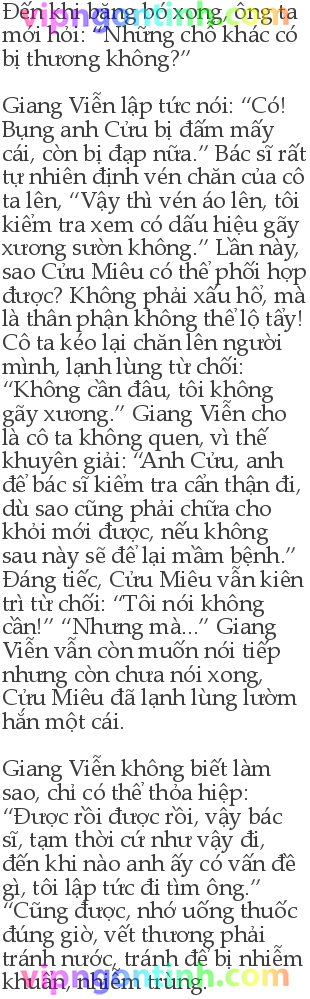 vipngontinh.com
Đến khi băng bó xong, ông ta
mới hỏi: “Những chỗ khác có
bị thương không?”
Giang Viễn lập tức nói: “Có!
Bụng anh Cửu bị đấm mấy
cái, còn bị đạp nữa.” Bác sĩ rất
tự nhiên định vén chăn của cô
ta lên, “Vậy thì vén áo lên, tôi
kiểm tra xem có dấu hiệu gãy
xương sườn không.” Lần này,
sao Cửu Miêu có thể phối hợp
được? Không phải xấu hổ, mà
là thân phận không thể lộ tẩy!
Cô ta kéo lại chăn lên người
mình, lạnh lùng từ chối:
“Không cần đâu, tôi không
gãy xương.” Giang Viễn cho
là cô ta không quen, vì thế
khuyên giải: “Anh Cửu, anh
để bác sĩ kiểm tra cẩn thận đi,
dù sao cũng phải chữa cho
khỏi mới được, nếu không
sau này sẽ để lại mầm bệnh.”
Đáng tiếc, Cửu Miêu vẫn kiên
trì từ chối: “Tôi nói không
cần!” “Nhưng mà...” Giang
Viễn vẫn còn muốn nói tiếp
nhưng còn chưa nói xong,
Cửu Miêu đã lạnh lùng lườm
hắn một cái.
Giang Viễn không biết làm
sao, chỉ có thể thỏa hiệp:
“Được rồi được rồi, vậy bác
sĩ, tạm thời cứ như vậy đi,
đến khi nào anh ấy có vấn đề
gì, tôi lập tức đi tìm ông.”
“Cũng được, nhớ uống thuốc
đúng giờ, vết thương phải
tránh nước, tránh để bị nhiễm
khuẩn, nhiễm trùng.”
vipngontinh.com